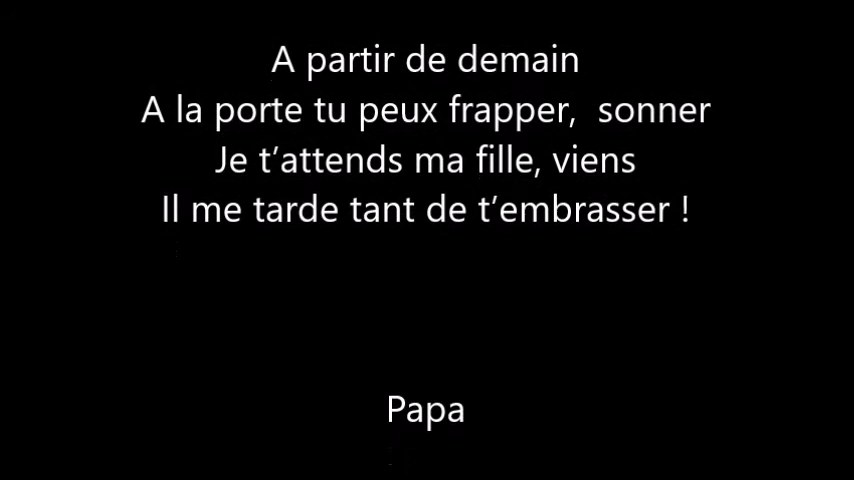 A partir de demain
A la porte tu peux frapper,  sonner
Je t’attends ma fille, viens
Il me tarde tant de t’embrasser !
Papa